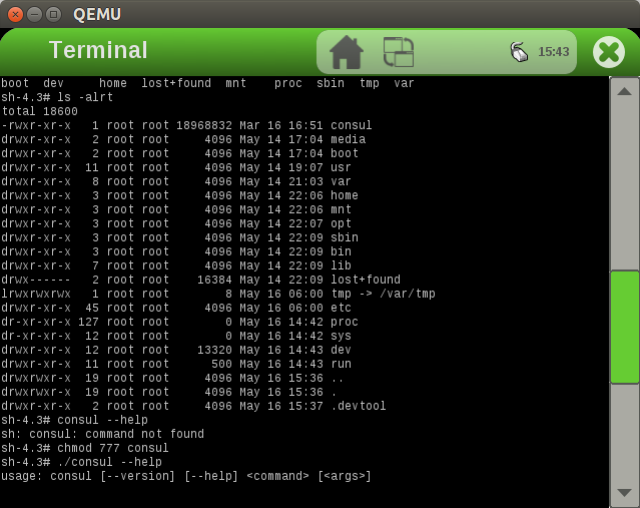 QEMU
Terminal
15:43
boot dev home lost+found mnt proc sbin tmp var
sh-4.3# ls -alrt
total 18600
-rwxr-xr-x 1 root root 18968832 Mar 16 16:51 consul
drwxr-xr-x 2 root root 4096 May 14 17:04 media
drwxr-xr-x 2 root root 4096 May 14 17:04 boot
drwxr-xr-x 11 root root 4096 May 14 19:07 usr
drwxr-xr-x 8 root root 4096 May 14 21:03 var
drwxr-xr-x 3 root root 4096 May 14 22:06 home
drwxr-xr-x 3 root root 4096 May 14 22:06 mnt
drwxr-xr-x 3 root root 4096 May 14 22:07 opt
drwxr-xr-x 3 root root 4096 May 14 22:09 sbin
drwxr-xr-x 3 root root 4096 May 14 22:09 bin
drwxr-xr-x 7 root root 4096 May 14 22:09 lib
drwx------ 2 root root 16384 May 14 22:09 lost+found
lrwxrwxrwx 1 root root 8 May 16 06:00 tmp -> /var/tmp
drwxr-xr-x 45 root root 4096 May 16 06:00 etc
dr-xr-xr-x 127 root root 0 May 16 14:42 proc
dr-xr-xr-x 12 root root 0 May 16 14:42 sys
drwxr-xr-x 12 root root 13320 May 16 14:43 dev
drwxr-xr-x 11 root root 500 May 16 14:43 run
drwxrwxr-x 19 root root 4096 May 16 15:36 ..
drwxrwxr-x 19 root root 4096 May 16 15:36 .
drwxr-xr-x 2 root root 4096 May 16 15:37 .devtool
sh-4.3# consul --help
sh: consul: command not found
sh-4.3# chmod 777 consul
sh-4.3# ./consul --help
usage: consul [--version] [--help] <command> [<args>]